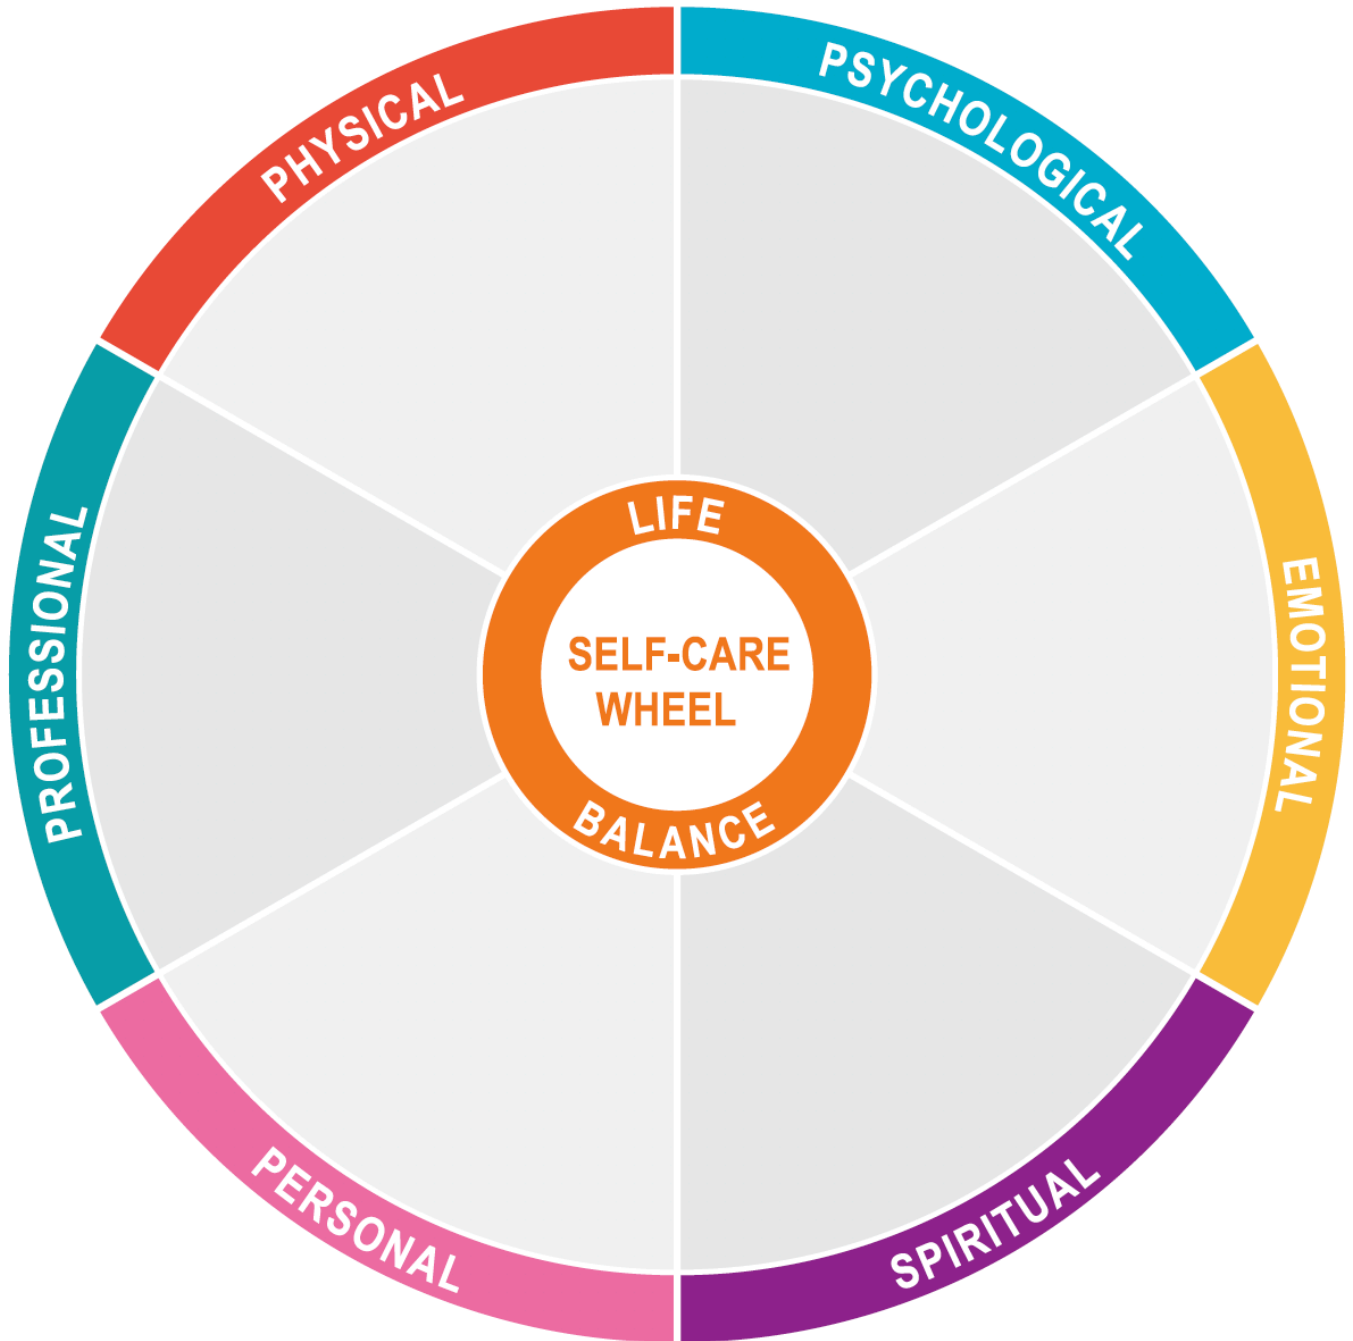 PHYSICAL
PSYCHOLOGICAL
EMOTIONAL
SPIRITUAL
PERSONAL
PROFESSIONAL
LIFE
SELF-CARE
WHEEL
BALANCE